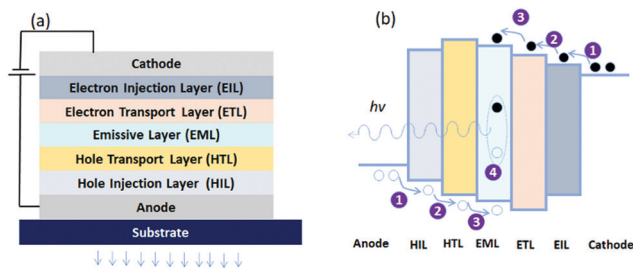 (a)
Cathode
Electron Injection Layer (EIL)
Electron Transport Layer (ETL)
Emissive Layer (EML)
Hole Transport Layer (HTL)
Hole Injection Layer (HIL)
Anode
Substrate
(b)
3
2
1
hv
4
1
2
3
Anode HIL HTL EML ETL EIL Cathode